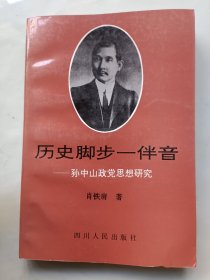 历史脚步一伴音
——孙中山政党思想研究
肖铁肩 著
四川人民出版社